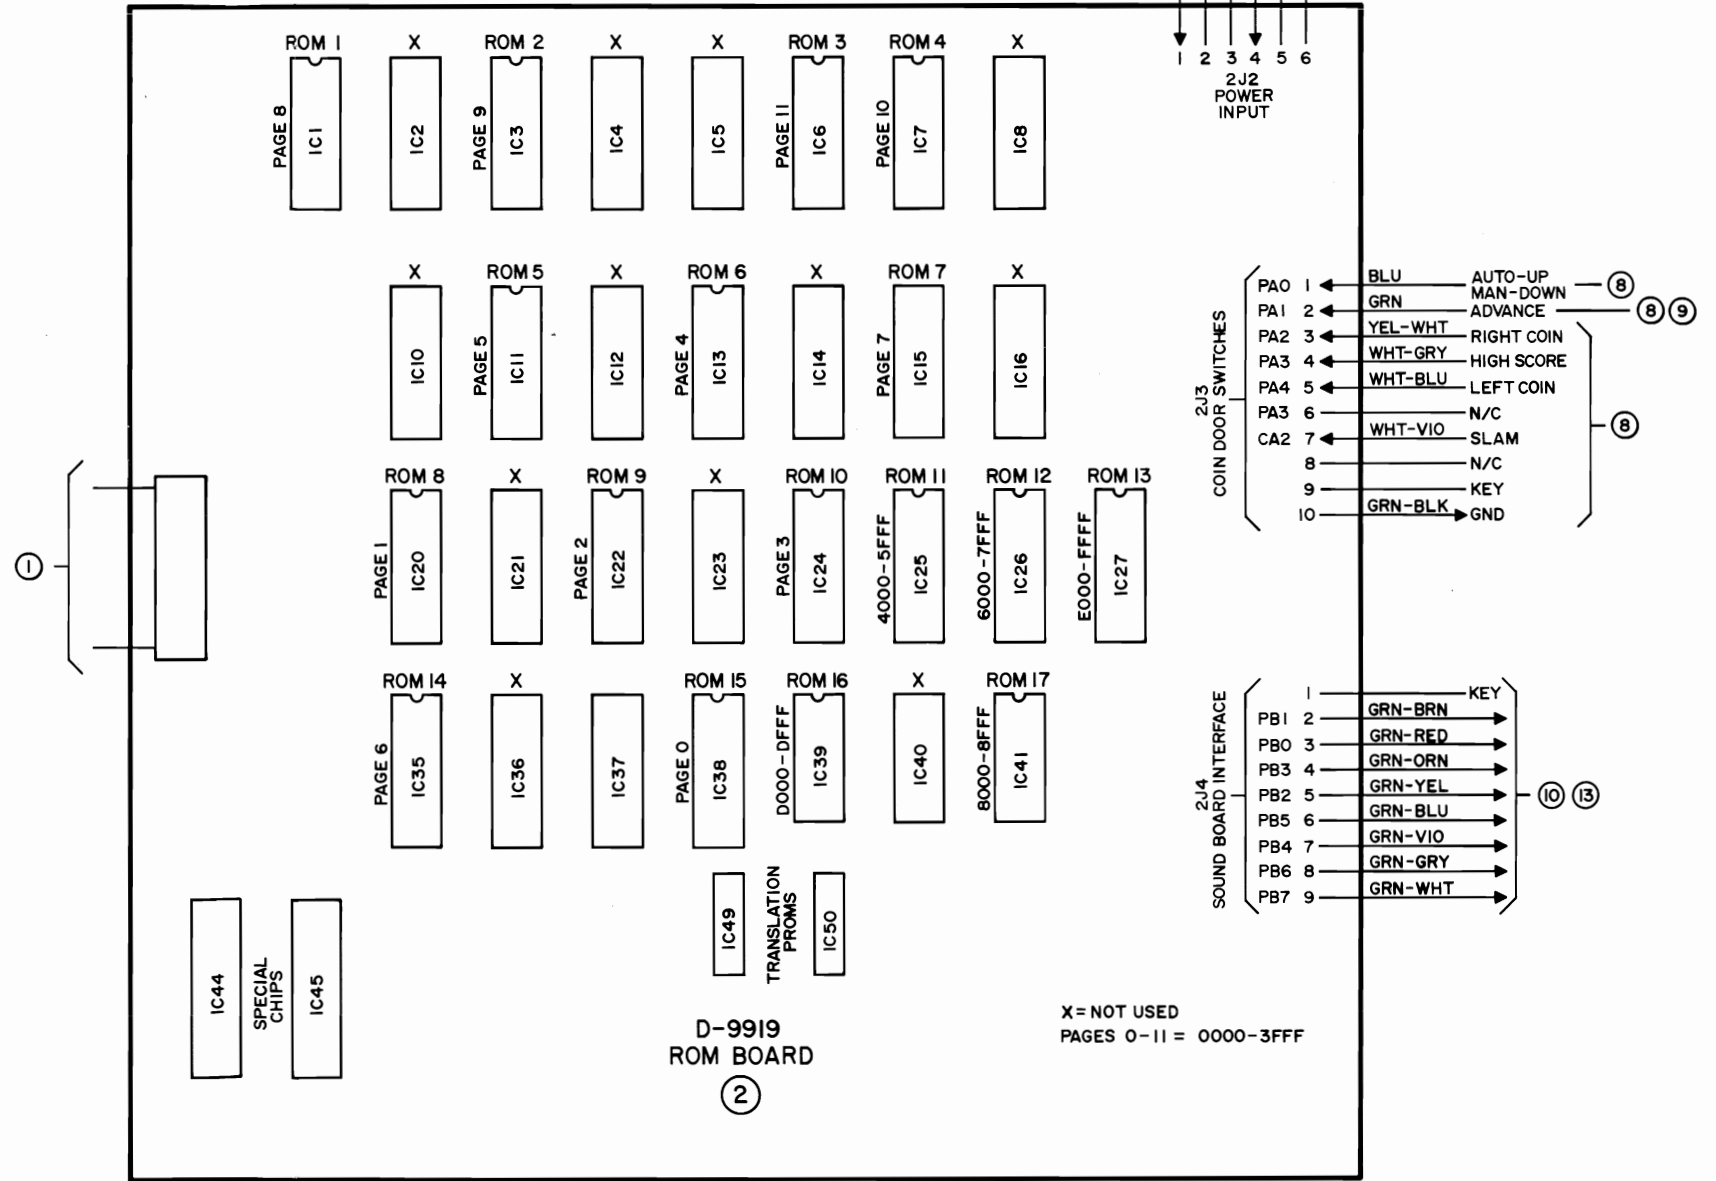 ROM 1 X ROM 2 X X ROM 3 ROM 4 X
PAGE 8 IC1 IC2 PAGE 9 IC3 IC4 IC5 PAGE 11 IC6 PAGE 10 IC7 IC8
1 2 3 4 5 6
2J2
POWER
INPUT
X ROM 5 X ROM 6 X ROM 7 X
IC10 PAGE 5 IC11 IC12 PAGE 4 IC13 IC14 PAGE 7 IC15 IC16
2J3
COIN DOOR SWITCHES
PA0 1 BLU AUTO-UP
MAN-DOWN 8
PA1 2 GRN ADVANCE 8 9
PA2 3 YEL-WHT RIGHT COIN
PA3 4 WHT-GRY HIGH SCORE
PA4 5 WHT-BLU LEFT COIN
PA3 6 N/C
8
CA2 7 WHT-VIO SLAM
8 N/C
9 KEY
10 GRN-BLK GND
ROM 8 X ROM 9 X ROM 10 ROM 11 ROM 12 ROM 13
1
PAGE 1 IC20 IC21 PAGE 2 IC22 IC23 PAGE 3 IC24 4000-5FFF IC25 6000-7FFF IC26 E000-FFFF IC27
ROM 14 X ROM 15 ROM 16 X ROM 17
PAGE 6 IC35 IC36 IC37 PAGE 0 IC38 D000-DFFF IC39 IC40 8000-8FFF IC41
2J4
SOUND BOARD INTERFACE
1 KEY
PB1 2 GRN-BRN
PB0 3 GRN-RED
PB3 4 GRN-ORN
PB2 5 GRN-YEL
10 13
PB5 6 GRN-BLU
PB4 7 GRN-VIO
PB6 8 GRN-GRY
PB7 9 GRN-WHT
IC49 TRANSLATION
PROMS IC50
IC44 SPECIAL
CHIPS IC45
X = NOT USED
PAGES 0-11 = 0000-3FFF
D-9919
ROM BOARD
2